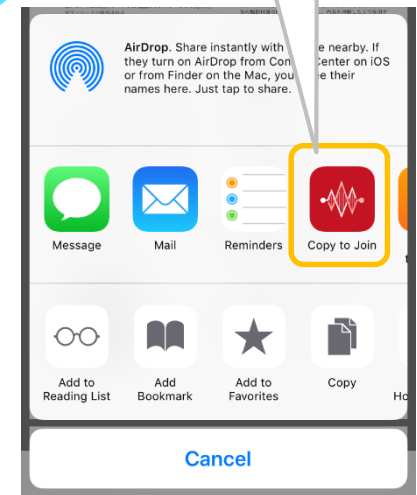 AirDrop. Share instantly with
e nearby. If
they turn on AirDrop from Con
Center on iOS
or from Finder on the Mac, you
ee their
names here. Just tap to share.
Message
Mail
Reminders
Copy to Join
Add to
Reading List
Add
Bookmark
Add to
Favorites
Copy
Cancel